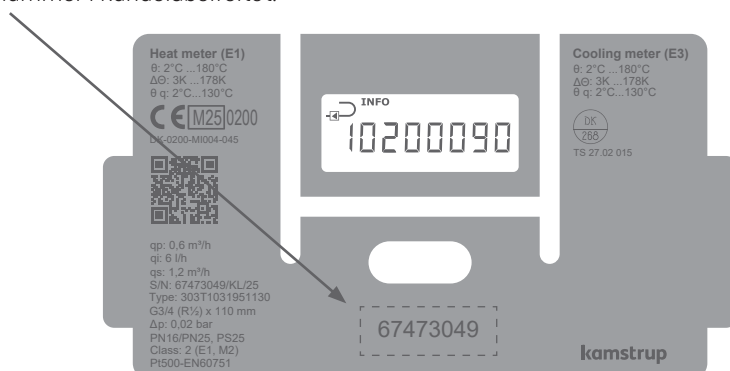 Heat meter (E1)
θ: 2°C ...180°C
ΔΘ: 3K ...178K
θ q: 2°C...130°C
CE M25 0200
DK-0200-MI004-045
qp: 0,6 m³/h
qi: 6 l/h
qs: 1,2 m³/h
S/N: 67473049/KL/25
Type: 303T1031951130
G3/4 (R½) x 110 mm
Δp: 0,02 bar
PN16/PN25, PS25
Class: 2 (E1, M2)
Pt500-EN60751
INFO
10200090
67473049
Cooling meter (E3)
θ: 2°C ...180°C
ΔΘ: 3K ...178K
θ q: 2°C...130°C
DK
268
TS 27.02 015
kamstrup